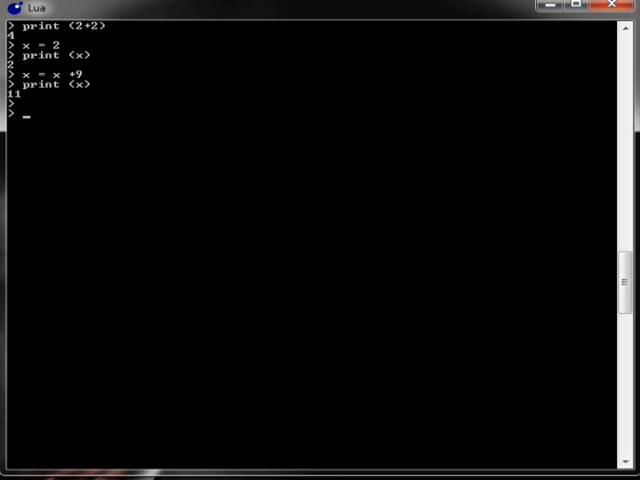 Lua
> print (2+2)
4
> x = 2
> print (x)
2
> x = x +9
> print (x)
11
>
> _